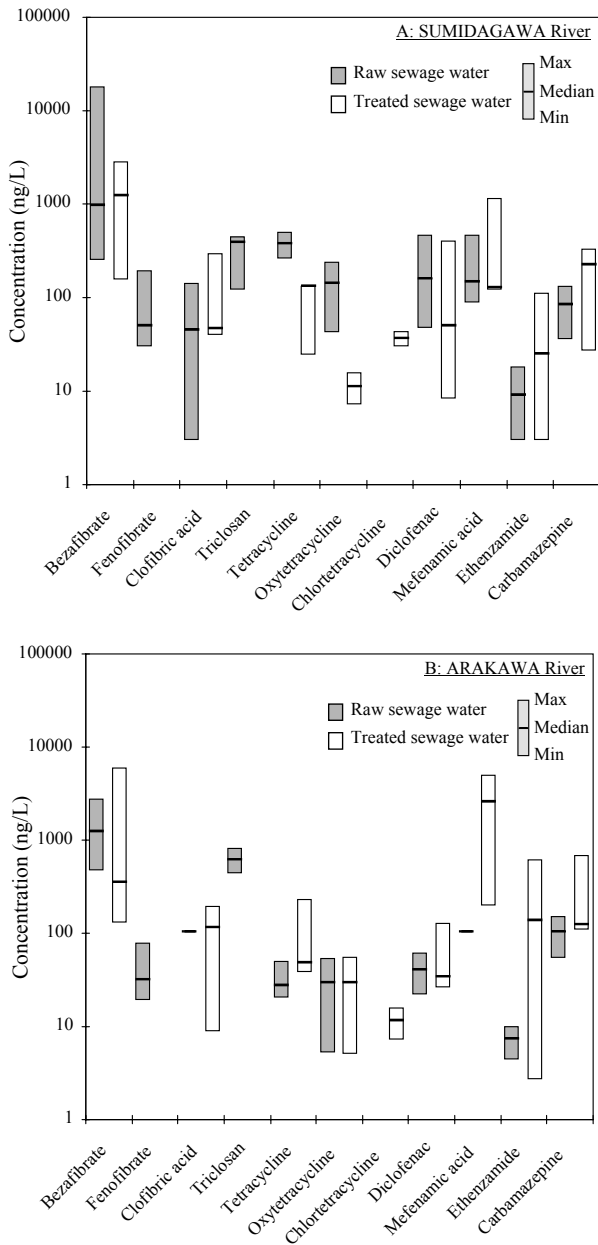 100000
10000
1000
100
10
1
Concentration (ng/L)
A: SUMIDAGAWA River
Raw sewage water
Treated sewage water
Max
Median
Min
Bezafibrate
Fenofibrate
Clofibric acid
Triclosan
Tetracycline
Oxytetracycline
Chlortetracycline
Diclofenac
Mefenamic acid
Ethenzamide
Carbamazepine
100000
10000
1000
100
10
1
Concentration (ng/L)
B: ARAKAWA River
Raw sewage water
Treated sewage water
Max
Median
Min
Bezafibrate
Fenofibrate
Clofibric acid
Triclosan
Tetracycline
Oxytetracycline
Chlortetracycline
Diclofenac
Mefenamic acid
Ethenzamide
Carbamazepine